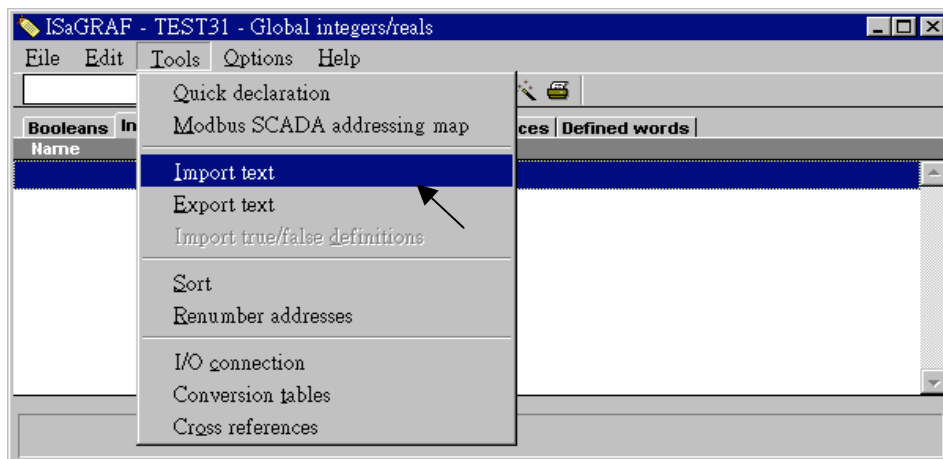 ISaGRAF - TEST31 - Global integers/reals
File Edit Tools Options Help
Quick declaration
Modbus SCADA addressing map
Booleans In ces Defined words
Name
Import text
Export text
Import true/false definitions
Sort
Renumber addresses
I/O connection
Conversion tables
Cross references